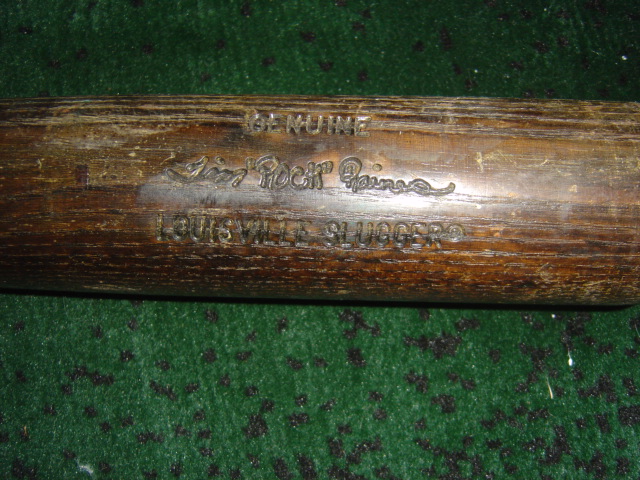 GENUINE
Tim "ROCK" Raines
LOUISVILLE SLUGGER®